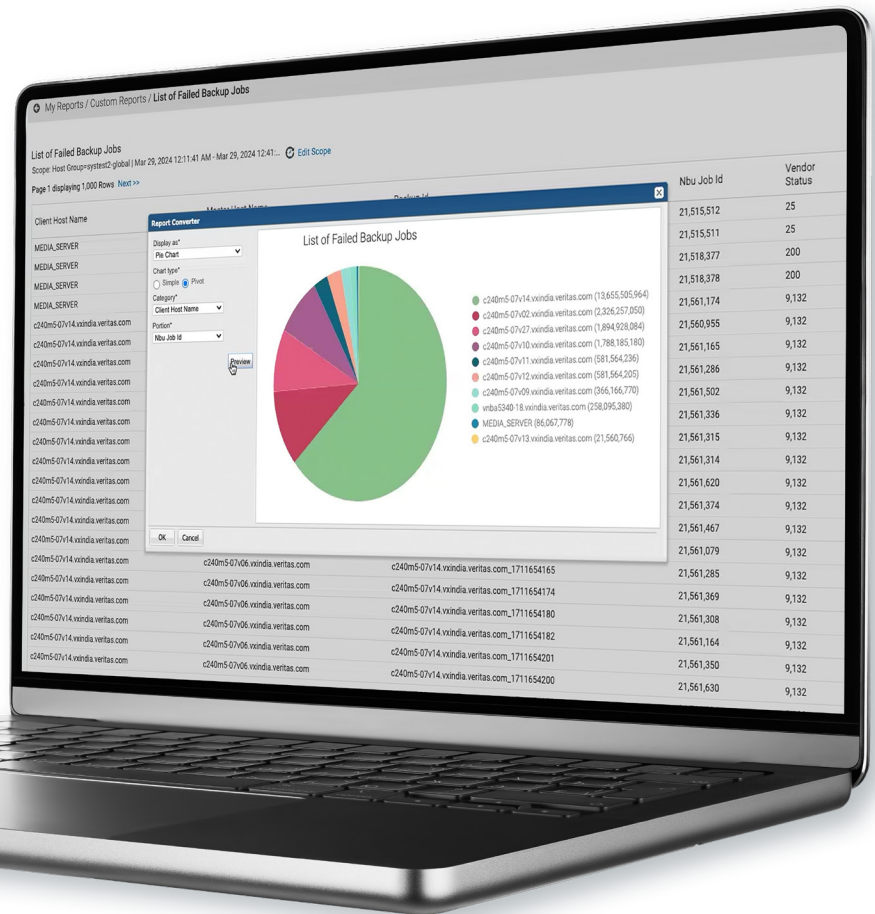 My Reports / Custom Reports / List of Failed Backup Jobs
List of Failed Backup Jobs
Scope: Host Group=systest2-global | Mar 29, 2024 12:11:41 AM - Mar 29, 2024 12:41:... Edit Scope
Page 1 displaying 1,000 Rows Next >>
Client Host Name Master Host Name Backup Id Nbu Job Id Vendor Status
MEDIA_SERVER 21,515,512 25
MEDIA_SERVER 21,515,511 25
MEDIA_SERVER 21,518,377 200
MEDIA_SERVER 21,518,378 200
c240m5-07v14.vxindia.veritas.com 21,561,174 9,132
c240m5-07v14.vxindia.veritas.com 21,560,955 9,132
c240m5-07v14.vxindia.veritas.com 21,561,165 9,132
c240m5-07v14.vxindia.veritas.com 21,561,286 9,132
c240m5-07v14.vxindia.veritas.com 21,561,502 9,132
c240m5-07v14.vxindia.veritas.com 21,561,336 9,132
c240m5-07v14.vxindia.veritas.com 21,561,315 9,132
c240m5-07v14.vxindia.veritas.com 21,561,314 9,132
c240m5-07v14.vxindia.veritas.com 21,561,620 9,132
c240m5-07v14.vxindia.veritas.com 21,561,374 9,132
c240m5-07v14.vxindia.veritas.com 21,561,467 9,132
c240m5-07v14.vxindia.veritas.com 21,561,079 9,132
c240m5-07v14.vxindia.veritas.com c240m5-07v06.vxindia.veritas.com c240m5-07v14.vxindia.veritas.com_1711654165 21,561,285 9,132
c240m5-07v14.vxindia.veritas.com c240m5-07v06.vxindia.veritas.com c240m5-07v14.vxindia.veritas.com_1711654174 21,561,369 9,132
c240m5-07v14.vxindia.veritas.com c240m5-07v06.vxindia.veritas.com c240m5-07v14.vxindia.veritas.com_1711654180 21,561,308 9,132
c240m5-07v14.vxindia.veritas.com c240m5-07v06.vxindia.veritas.com c240m5-07v14.vxindia.veritas.com_1711654182 21,561,164 9,132
c240m5-07v14.vxindia.veritas.com c240m5-07v06.vxindia.veritas.com c240m5-07v14.vxindia.veritas.com_1711654201 21,561,350 9,132
c240m5-07v14.vxindia.veritas.com c240m5-07v06.vxindia.veritas.com c240m5-07v14.vxindia.veritas.com_1711654200 21,561,630 9,132
Report Converter
Display as*
Pie Chart
Chart type*
Simple Pivot
Category*
Client Host Name
Portion*
Nbu Job Id
Preview
OK Cancel
List of Failed Backup Jobs
c240m5-07v14.vxindia.veritas.com (13,655,505,964)
c240m5-07v02.vxindia.veritas.com (2,326,257,050)
c240m5-07v27.vxindia.veritas.com (1,894,928,084)
c240m5-07v10.vxindia.veritas.com (1,788,185,180)
c240m5-07v11.vxindia.veritas.com (581,564,236)
c240m5-07v12.vxindia.veritas.com (581,564,205)
c240m5-07v09.vxindia.veritas.com (366,166,770)
vnba5340-18.vxindia.veritas.com (258,095,380)
MEDIA_SERVER (86,067,778)
c240m5-07v13.vxindia.veritas.com (21,560,766)